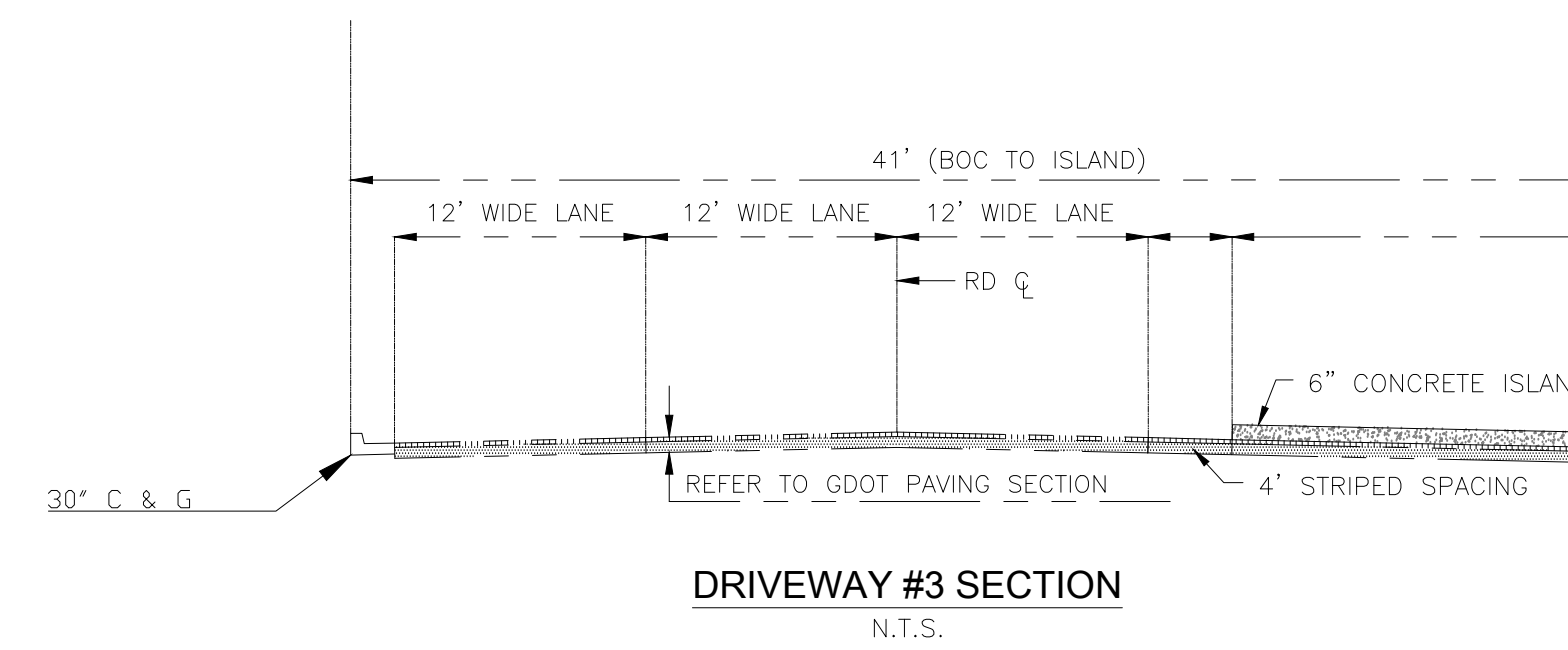 41' (BOC TO ISLAND)
12' WIDE LANE
12' WIDE LANE
12' WIDE LANE
RD ℄
6" CONCRETE ISLAN
30" C & G
REFER TO GDOT PAVING SECTION
4' STRIPED SPACING
DRIVEWAY #3 SECTION
N.T.S.